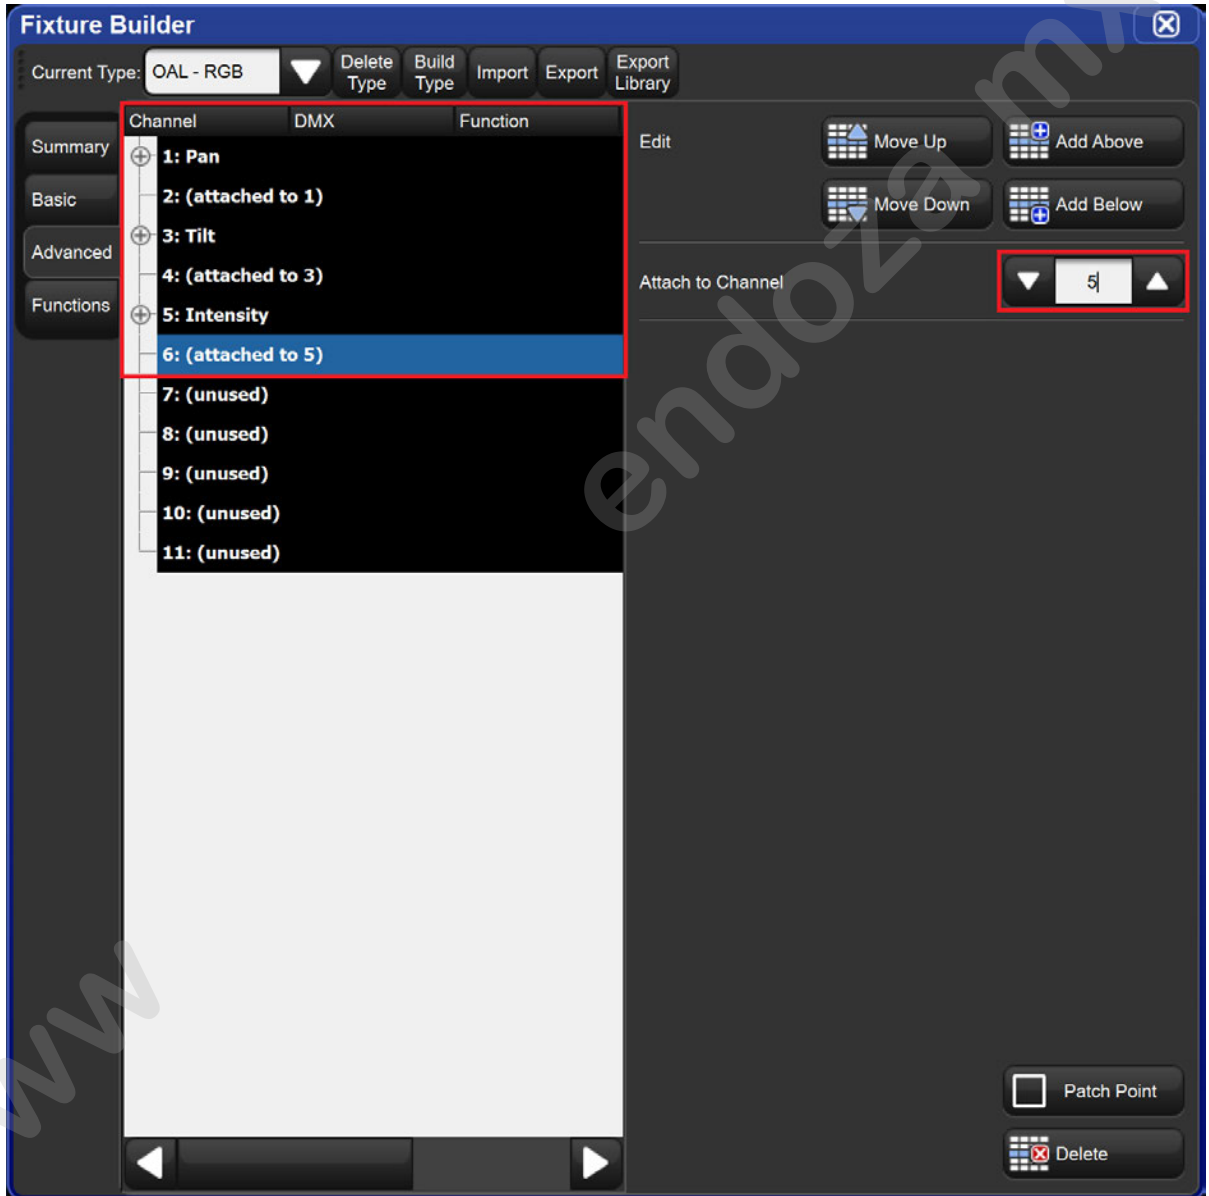 Fixture Builder
Current Type: OAL - RGB Delete Type Build Type Import Export Export Library
Summary
Basic
Advanced
Functions
Channel DMX Function
1: Pan
2: (attached to 1)
3: Tilt
4: (attached to 3)
5: Intensity
6: (attached to 5)
7: (unused)
8: (unused)
9: (unused)
10: (unused)
11: (unused)
Edit Move Up Add Above
Move Down Add Below
Attach to Channel 5
Patch Point
Delete